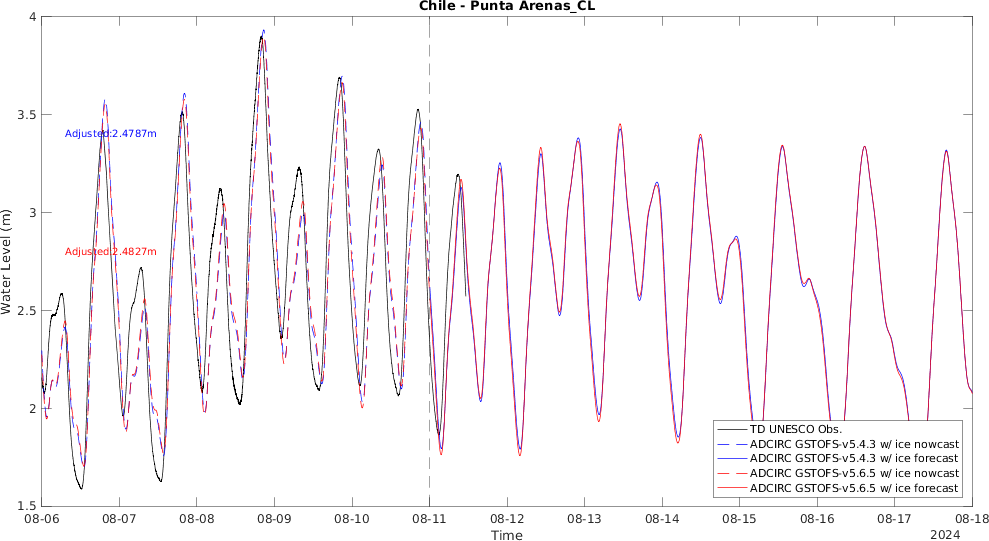 Chile - Punta Arenas_CL
4
3.5
3
2.5
2
1.5
Water Level (m)
Adjusted:2.4787m
Adjusted:2.4827m
TD UNESCO Obs.
ADCIRC GSTOFS-v5.4.3 w/ ice nowcast
ADCIRC GSTOFS-v5.4.3 w/ ice forecast
ADCIRC GSTOFS-v5.6.5 w/ ice nowcast
ADCIRC GSTOFS-v5.6.5 w/ ice forecast
08-06 08-07 08-08 08-09 08-10 08-11 08-12 08-13 08-14 08-15 08-16 08-17 08-18
Time
2024